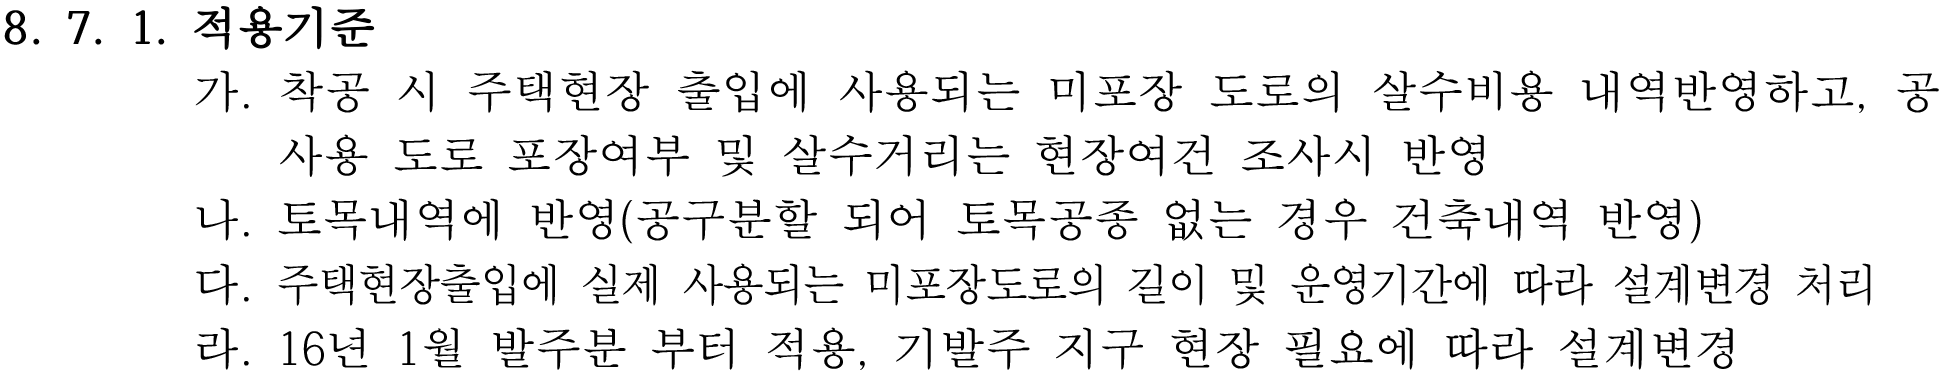 8. 7. 1. 적용기준
가. 착공 시 주택현장 출입에 사용되는 미포장 도로의 살수비용 내역반영하고, 공
사용 도로 포장여부 및 살수거리는 현장여건 조사시 반영
나. 토목내역에 반영(공구분할 되어 토목공종 없는 경우 건축내역 반영)
다. 주택현장출입에 실제 사용되는 미포장도로의 길이 및 운영기간에 따라 설계변경 처리
라. 16년 1월 발주분 부터 적용, 기발주 지구 현장 필요에 따라 설계변경